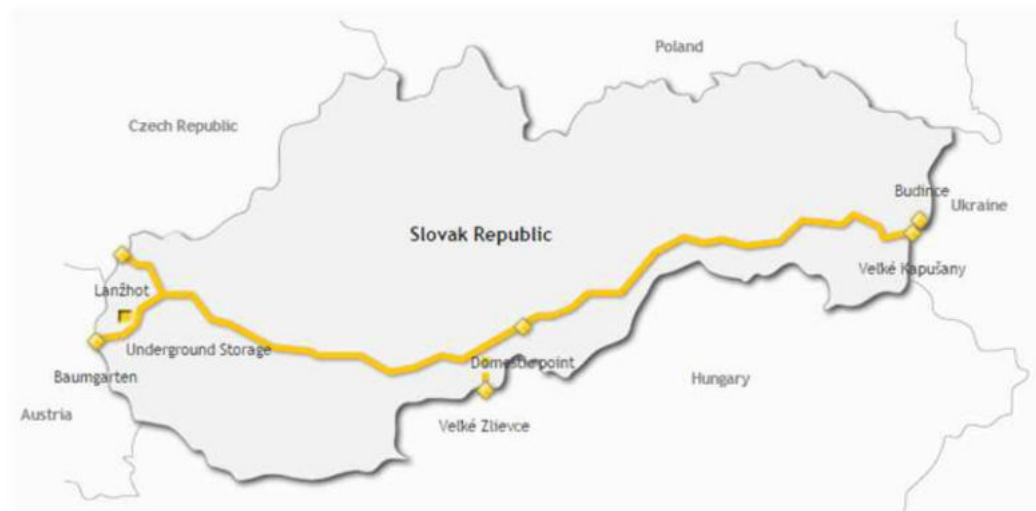 Poland
Czech Republic
Budince
Ukraine
Slovak Republic
Veľké Kapušany
Lanžhot
Underground Storage
Domestic point
Baumgarten
Hungary
Austria
Veľké Zlievce